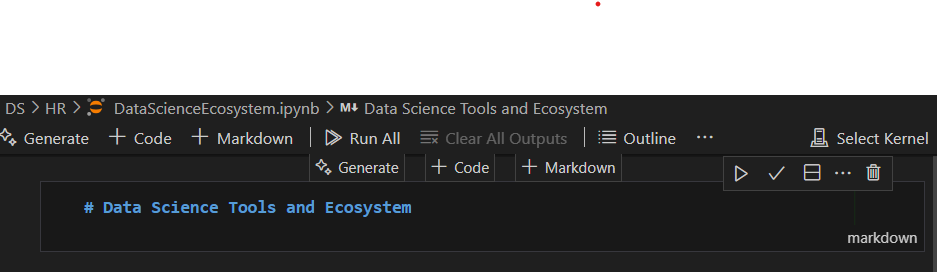 DS > HR > DataScienceEcosystem.ipynb > M↓ Data Science Tools and Ecosystem
Generate + Code + Markdown Run All Clear All Outputs Outline ... Select Kernel
Generate + Code + Markdown ...
# Data Science Tools and Ecosystem
markdown